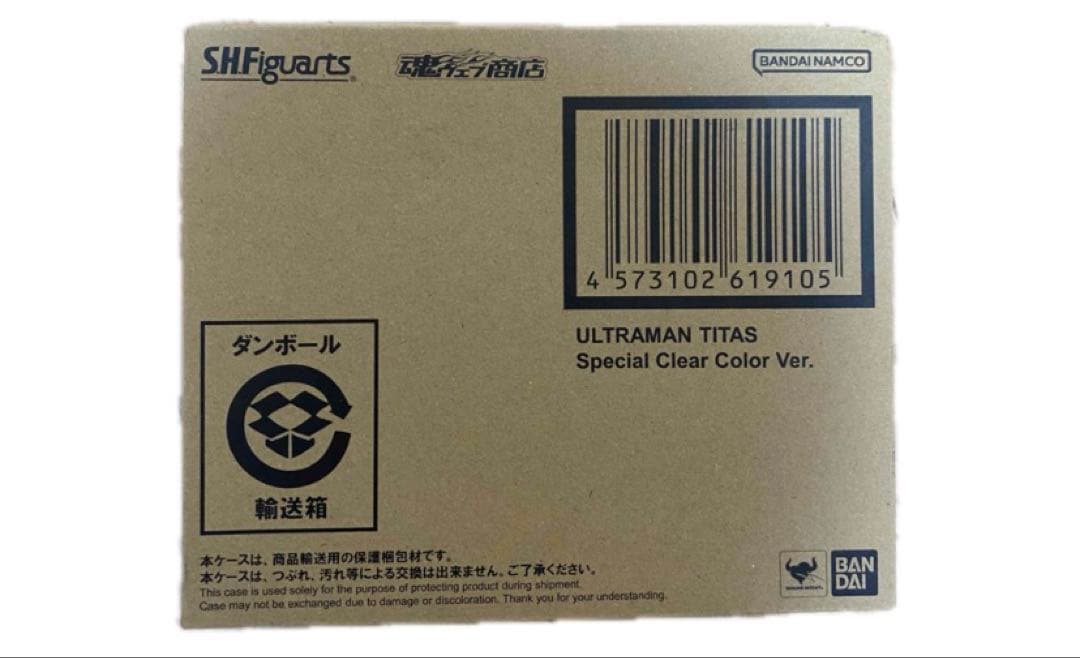 S.H.Figuarts
魂ウェブ商店
BANDAI NAMCO
4 573102 619105
ULTRAMAN TITAS
Special Clear Color Ver.
ダンボール
輸送箱
本ケースは、商品輸送用の保護梱包材です。
本ケースは、つぶれ、汚れ等による交換は出来ません。ご了承ください。
This case is used solely for the purpose of protecting product during shipment.
Case may not be exchanged due to damage or discoloration. Thank you for your understanding.
BAN
DAI